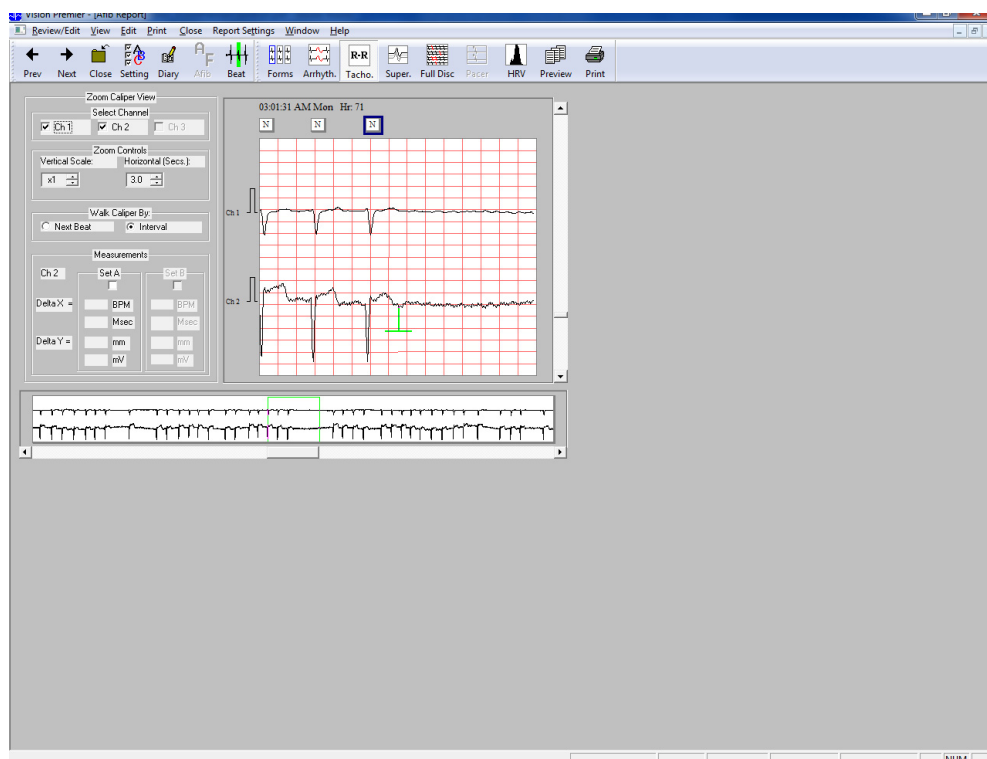 Vision Premier - [Afib Report]
Review/Edit View Edit Print Close Report Settings Window Help
Prev Next Close Setting Diary Afib Beat Forms Arrhyth. Tacho. Super. Full Disc Pacer HRV Preview Print
R-R
Zoom Caliper View
Select Channel
Ch 1 Ch 2 Ch 3
Zoom Controls
Vertical Scale: Horizontal (Secs.):
x1 3.0
Walk Caliper By:
Next Beat Interval
Measurements
Ch 2 Set A Set B
Delta X = BPM BPM
Msec Msec
Delta Y = mm mm
mV mV
03:01:31 AM Mon Hr: 71
N N N
Ch 1
Ch 2
NUM